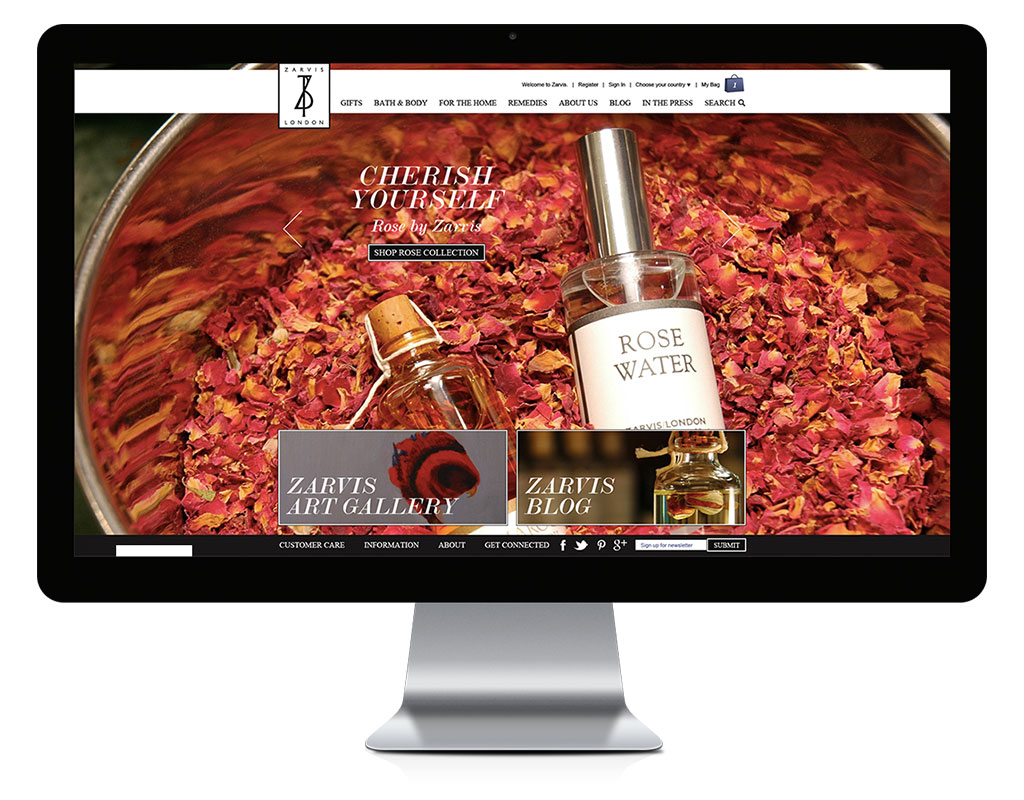 ZARVIS
LONDON
Welcome to Zarvis. | Register | Sign In | Choose your country ▾ | My Bag 1
GIFTS BATH & BODY FOR THE HOME REMEDIES ABOUT US BLOG IN THE PRESS SEARCH
CHERISH
YOURSELF
Rose by Zarvis
SHOP ROSE COLLECTION
ROSE
WATER
ZARVIS/LONDON
ZARVIS
ART GALLERY
ZARVIS
BLOG
CUSTOMER CARE INFORMATION ABOUT GET CONNECTED f g+ Sign up for newsletter SUBMIT